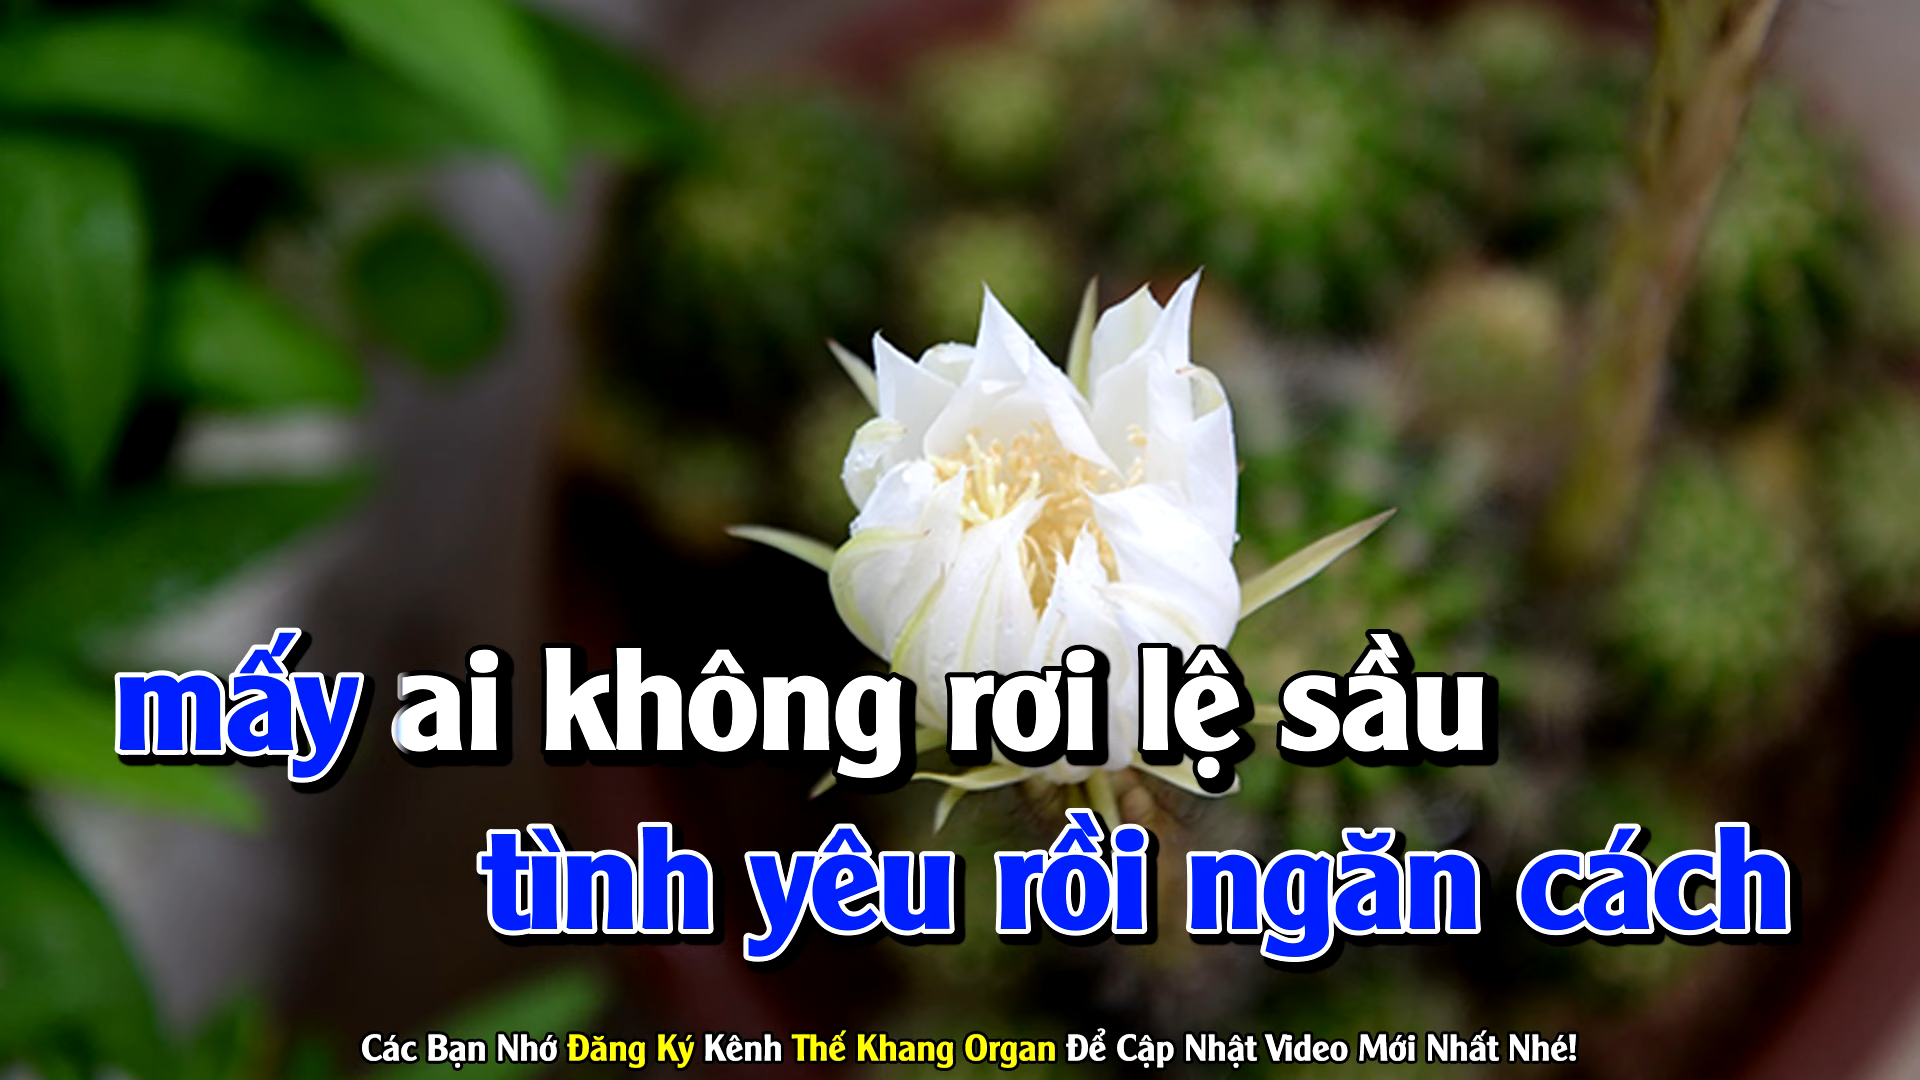 mấy ai không rơi lệ sầu
tình yêu rồi ngăn cách
Các Bạn Nhớ Đăng Ký Kênh Thế Khang Organ Để Cập Nhật Video Mới Nhất Nhé!